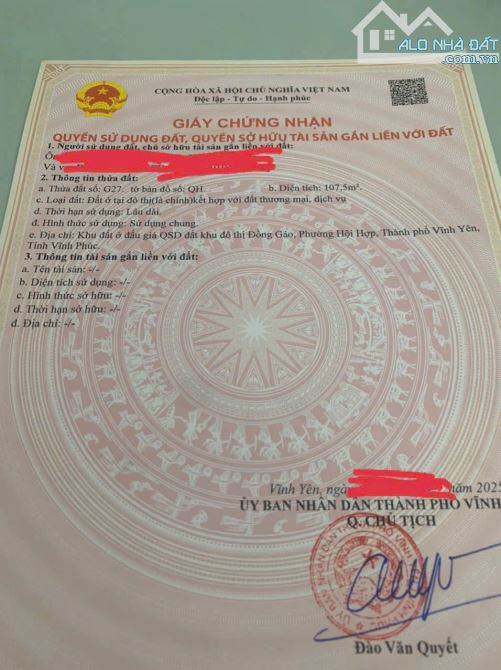 ALO NHÀ ĐẤT
.com.vn
CỘNG HÒA XÃ HỘI CHỦ NGHĨA VIỆT NAM
Độc lập - Tự do - Hạnh phúc
GIẤY CHỨNG NHẬN
QUYỀN SỬ DỤNG ĐẤT, QUYỀN SỞ HỮU TÀI SẢN GẮN LIỀN VỚI ĐẤT
1. Người sử dụng đất, chủ sở hữu tài sản gắn liền với đất:
Và
2. Thông tin thửa đất:
a. Thửa đất số: G27. tờ bản đồ số: QH. b. Diện tích: 107,5m².
c. Loại đất: Đất ở tại đô thị(là chính)kết hợp với đất thương mại, dịch vụ
d. Thời hạn sử dụng: Lâu dài.
đ. Hình thức sử dụng: Sử dụng chung.
e. Địa chỉ: Khu đất ở đấu giá QSD đất khu đô thị Đồng Gáo, Phường Hội Hợp, Thành phố Vĩnh Yên,
Tỉnh Vĩnh Phúc.
3. Thông tin tài sản gắn liền với đất:
a. Tên tài sản: -/-
b. Diện tích sử dụng: -/-
c. Hình thức sở hữu: -/-
d. Thời hạn sở hữu: -/-
đ. Địa chỉ: -/-
Vĩnh Yên, ngày năm 2025
ỦY BAN NHÂN DÂN THÀNH PHỐ VĨNH
Q. CHỦ TỊCH
Đào Văn Quyết